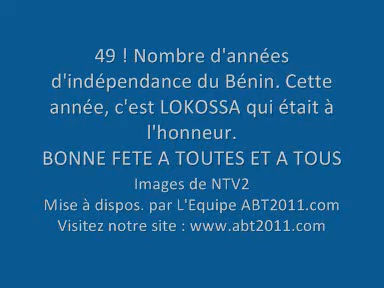 49 ! Nombre d'années
d'indépendance du Bénin. Cette
année, c'est LOKOSSA qui était à
l'honneur.
BONNE FETE A TOUTES ET A TOUS
Images de NTV2
Mise à dispos. par L'Equipe ABT2011.com
Visitez notre site : www.abt2011.com